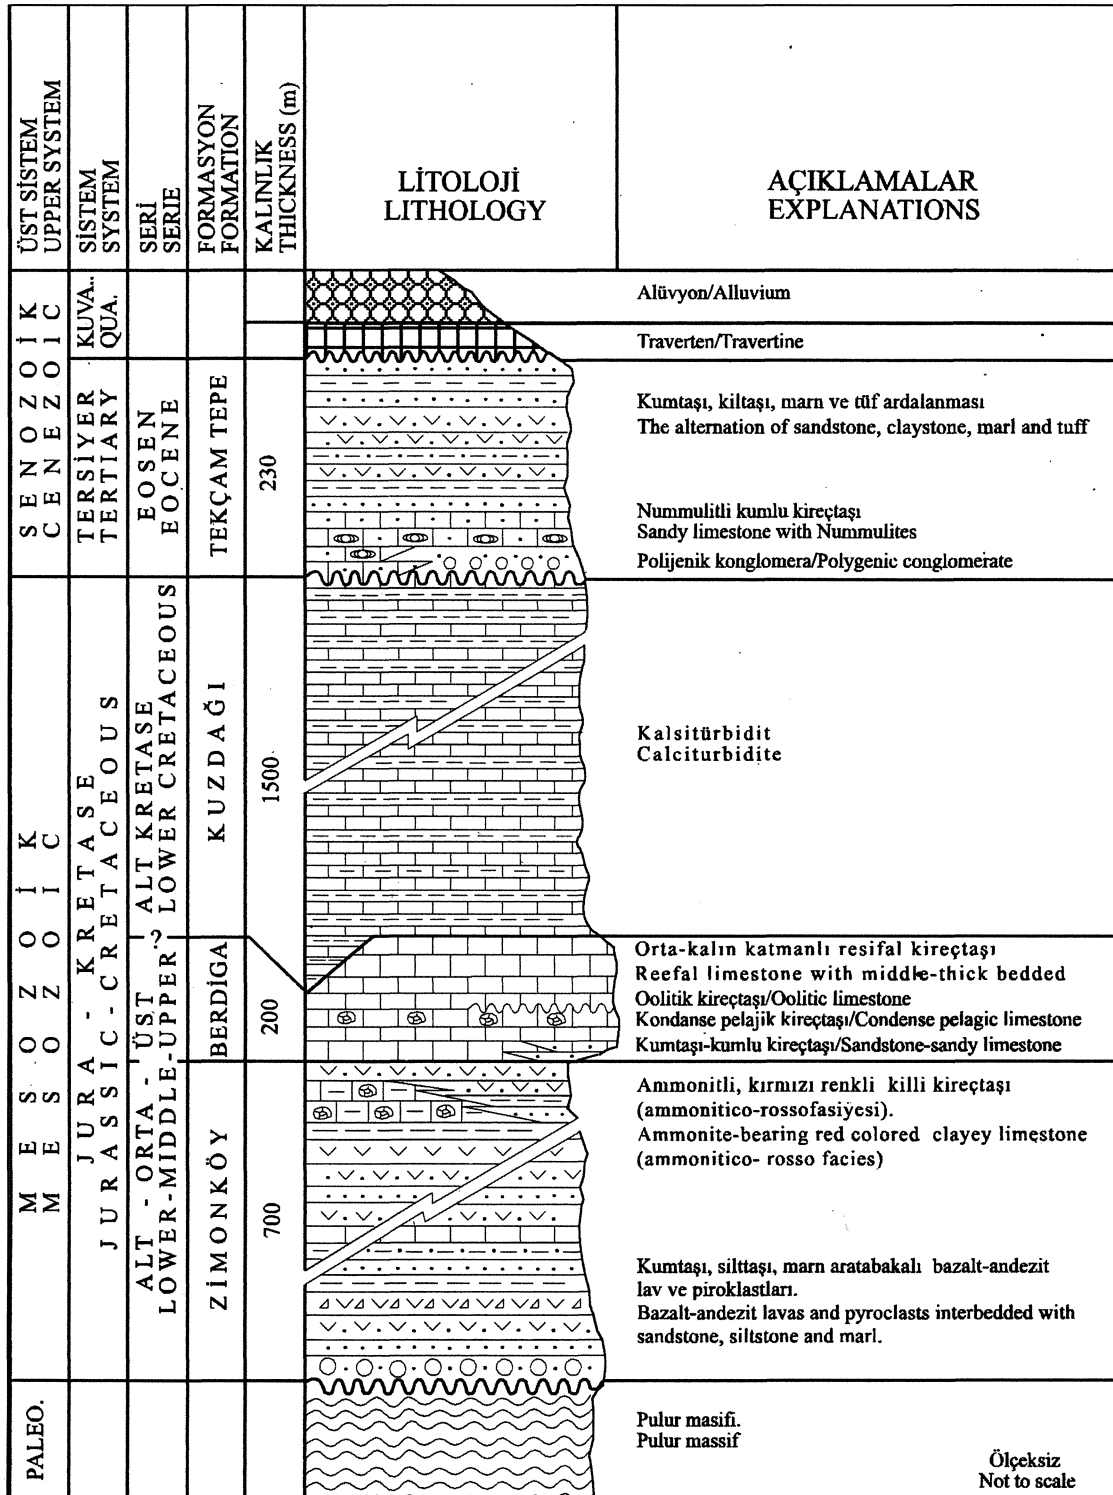 ÜST SİSTEM
UPPER SYSTEM
SİSTEM
SYSTEM
SERİ
SERIE
FORMASYON
FORMATION
KALINLIK
THICKNESS (m)
LİTOLOJİ
LITHOLOGY
AÇIKLAMALAR
EXPLANATIONS
SENOZOİK
CENEZOIC
KUVA..
QUA.
Alüvyon/Alluvium
Traverten/Travertine
TERSİYER
TERTIARY
EOSEN
EOCENE
TEKÇAM TEPE
230
Kumtaşı, kiltaşı, marn ve tüf ardalanması
The alternation of sandstone, claystone, marl and tuff
Nummulitli kumlu kireçtaşı
Sandy limestone with Nummulites
Polijenik konglomera/Polygenic conglomerate
MESOZOİK
MESOZOIC
JURA - KRETASE
JURASSIC-CRETACEOUS
ALT KRETASE
LOWER CRETACEOUS
KUZDAĞI
1500
Kalsitürbidit
Calciturbidite
?
ALT - ORTA - ÜST
LOWER-MIDDLE-UPPER
BERDİGA
200
Orta-kalın katmanlı resifal kireçtaşı
Reefal limestone with middle-thick bedded
Oolitik kireçtaşı/Oolitic limestone
Kondanse pelajik kireçtaşı/Condense pelagic limestone
Kumtaşı-kumlu kireçtaşı/Sandstone-sandy limestone
ZİMONKÖY
700
Ammonitli, kırmızı renkli killi kireçtaşı
(ammonitico-rossofasiyesi).
Ammonite-bearing red colored clayey limestone
(ammonitico- rosso facies)
Kumtaşı, silttaşı, marn aratabakalı bazalt-andezit
lav ve piroklastları.
Bazalt-andezit lavas and pyroclasts interbedded with
sandstone, siltstone and marl.
PALEO.
Pulur masifi.
Pulur massif
Ölçeksiz
Not to scale